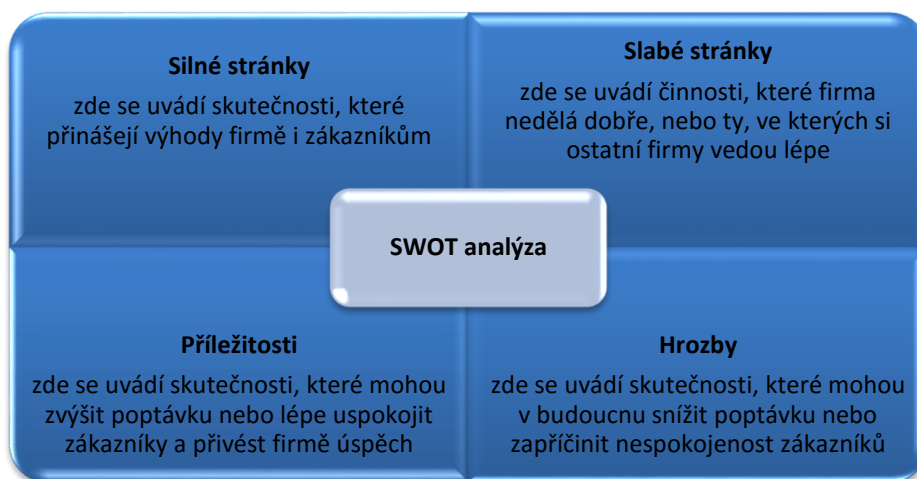 Silné stránky
zde se uvádí skutečnosti, které
přinášejí výhody firmě i zákazníkům
Slabé stránky
zde se uvádí činnosti, které firma
nedělá dobře, nebo ty, ve kterých si
ostatní firmy vedou lépe
SWOT analýza
Příležitosti
zde se uvádí skutečnosti, které mohou
zvýšit poptávku nebo lépe uspokojit
zákazníky a přivést firmě úspěch
Hrozby
zde se uvádí skutečnosti, které mohou
v budoucnu snížit poptávku nebo
zapříčinit nespokojenost zákazníků